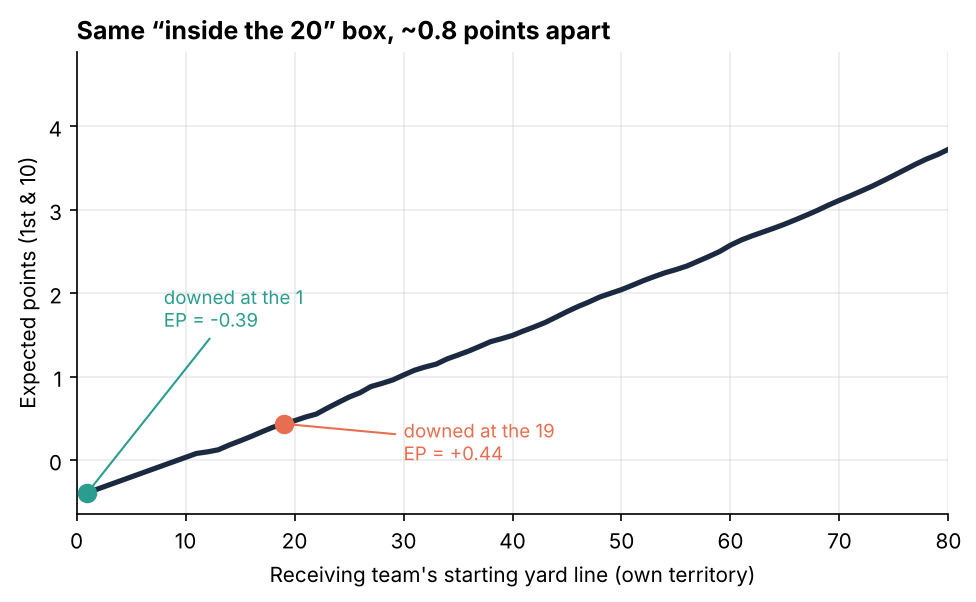 Same “inside the 20” box, ~0.8 points apart
Expected points (1st & 10)
4
3
2
1
0
downed at the 1
EP = -0.39
downed at the 19
EP = +0.44
0 10 20 30 40 50 60 70 80
Receiving team's starting yard line (own territory)